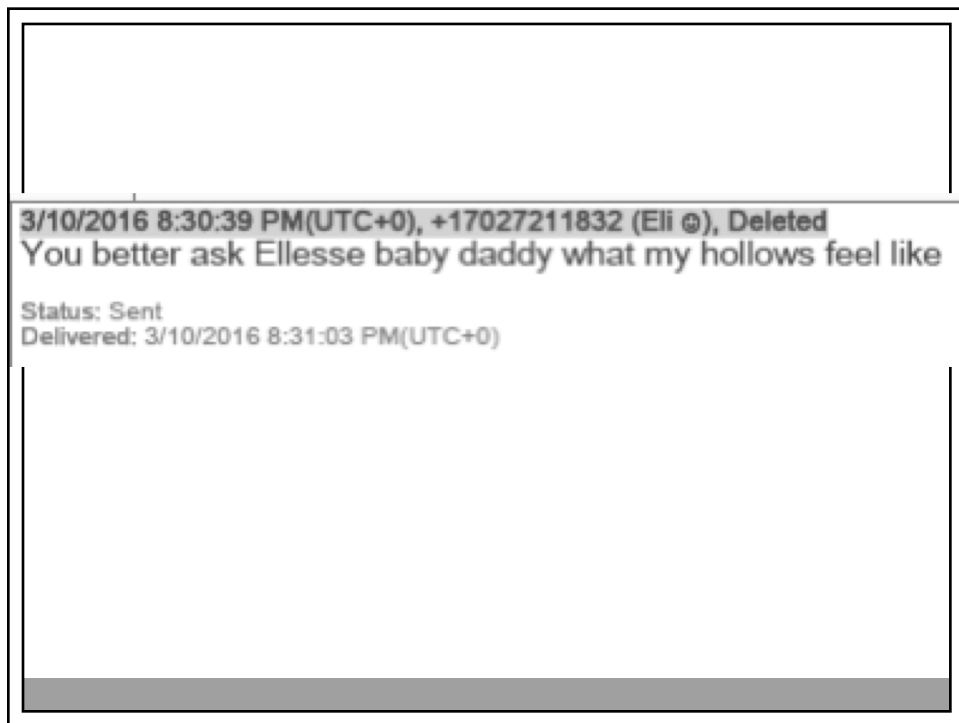 3/10/2016 8:30:39 PM(UTC+0), +17027211832 (Eli ☺), Deleted
You better ask Ellesse baby daddy what my hollows feel like
Status: Sent
Delivered: 3/10/2016 8:31:03 PM(UTC+0)